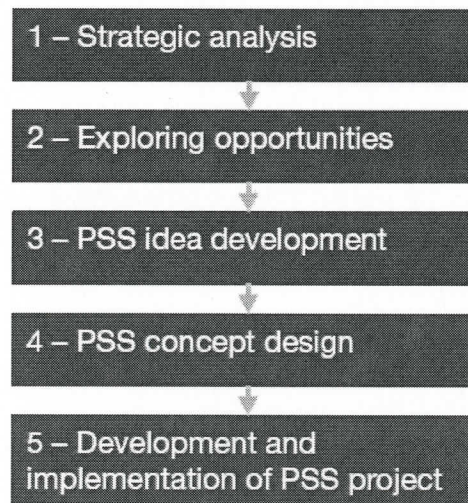 1 – Strategic analysis
2 – Exploring opportunities
3 – PSS idea development
4 – PSS concept design
5 – Development and
implementation of PSS project